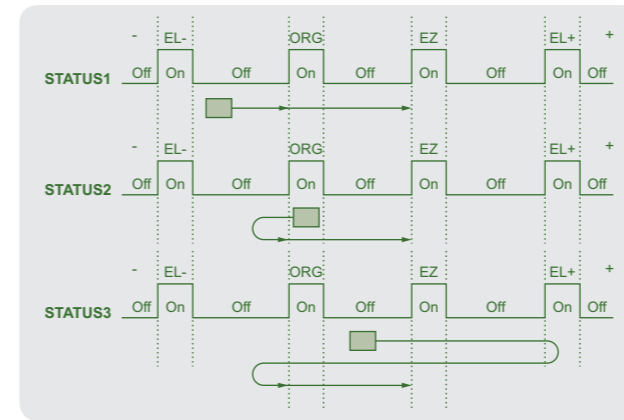 - EL- ORG EZ EL+ +
STATUS1 Off On Off On Off On Off On Off
- EL- ORG EZ EL+ +
STATUS2 Off On Off On Off On Off On Off
- EL- ORG EZ EL+ +
STATUS3 Off On Off On Off On Off On Off